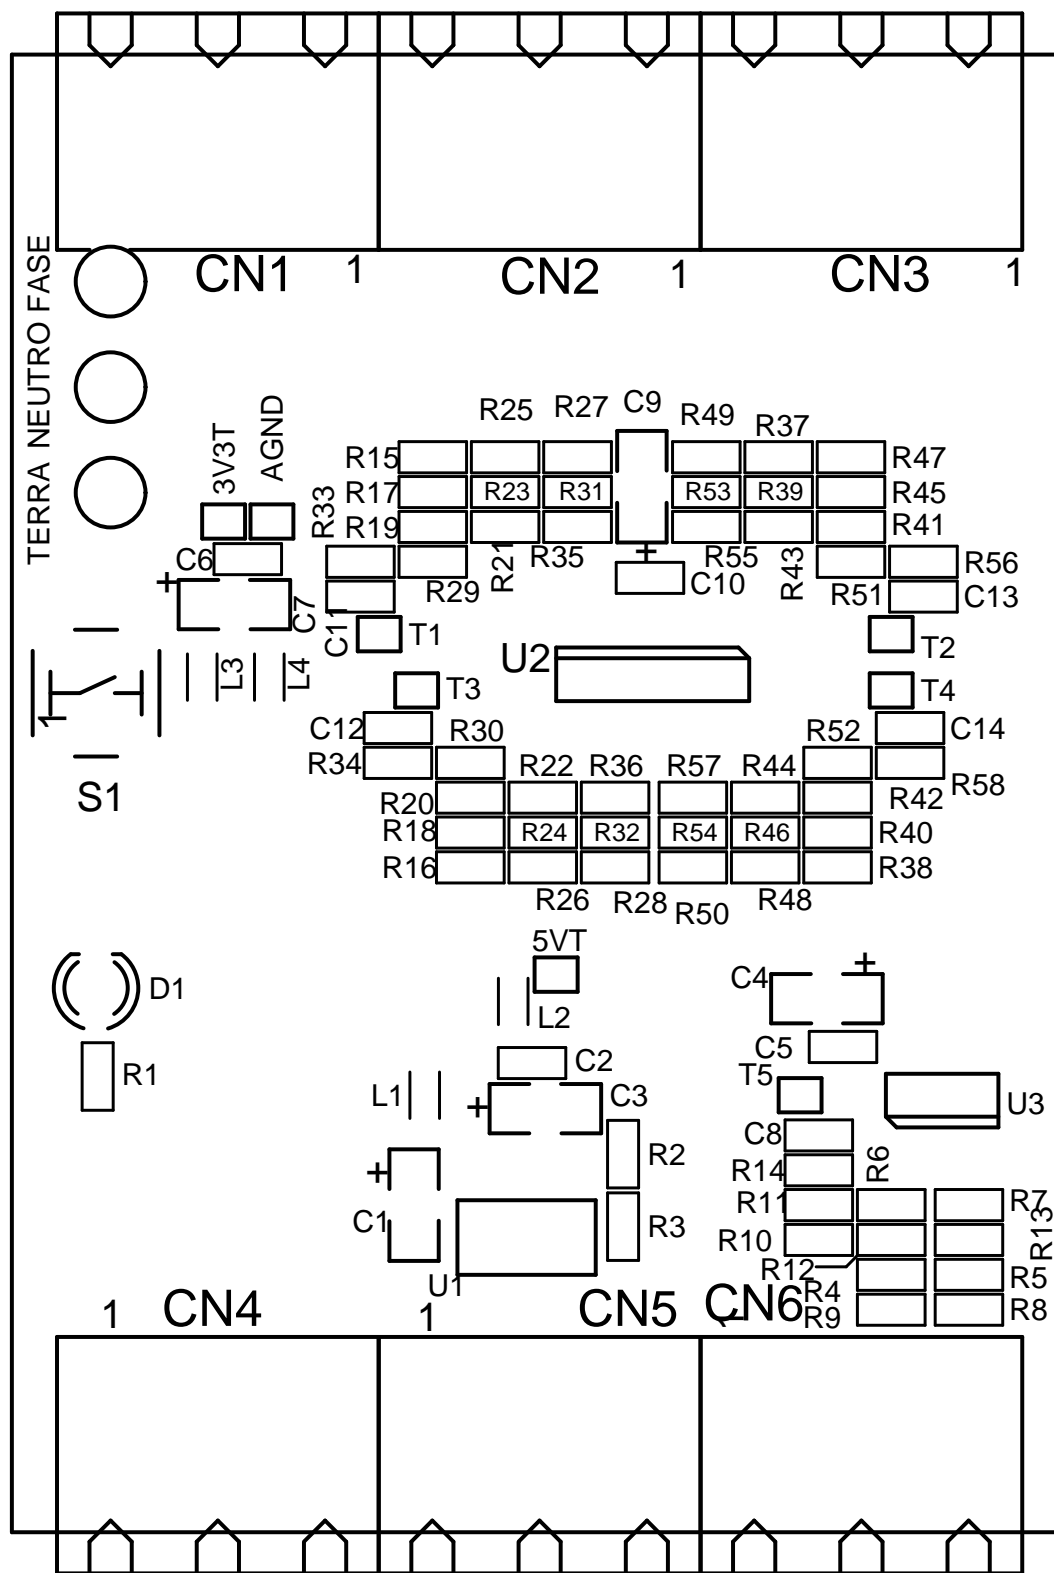 CN1
1
CN2
1
CN3
1
TERRA NEUTRO FASE
3V3T
AGND
R25
R27
C9
R49
R37
R15
R47
R33
R17
R23
R31
R53
R39
R45
R19
R41
R21
R35
R55
R43
C6
R29
C10
R51
R56
C7
C11
C13
T1
T2
U2
L3
L4
T3
T4
1
S1
C12
R30
R52
C14
R34
R22
R36
R57
R44
R58
R20
R42
R18
R24
R32
R54
R46
R40
R16
R38
R26
R28
R50
R48
5VT
D1
L2
C4
R1
C2
C5
L1
C3
T5
U3
C8
R2
R14
R6
C1
R3
R11
R7
R10
R13
R12
R5
U1
R4
R9
R8
1
CN4
1
CN5
CN6